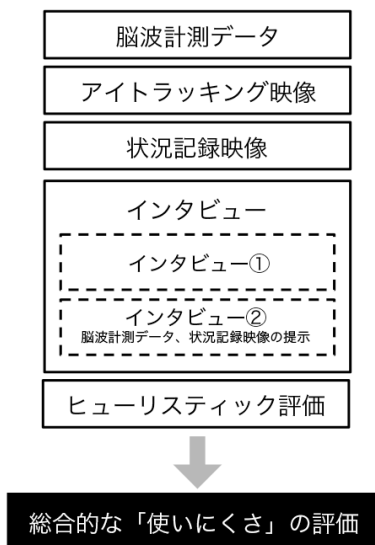 脳波計測データ
アイトラッキング映像
状況記録映像
インタビュー
インタビュー①
インタビュー②
脳波計測データ、状況記録映像の提示
ヒューリスティック評価
総合的な「使いにくさ」の評価